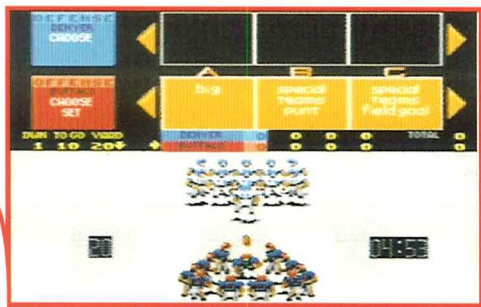 DEFENSE
DENVER
CHOOSE
A B C
OFFENSE
BUFFALO
CHOOSE
SET
big
special
teams
punt
special
teams
field goal
DWN TO GO YARD
1 10 20
DENVER 0 0 0 0 TOTAL 0
BUFFALO 0 0 0 0 0
20
04:53